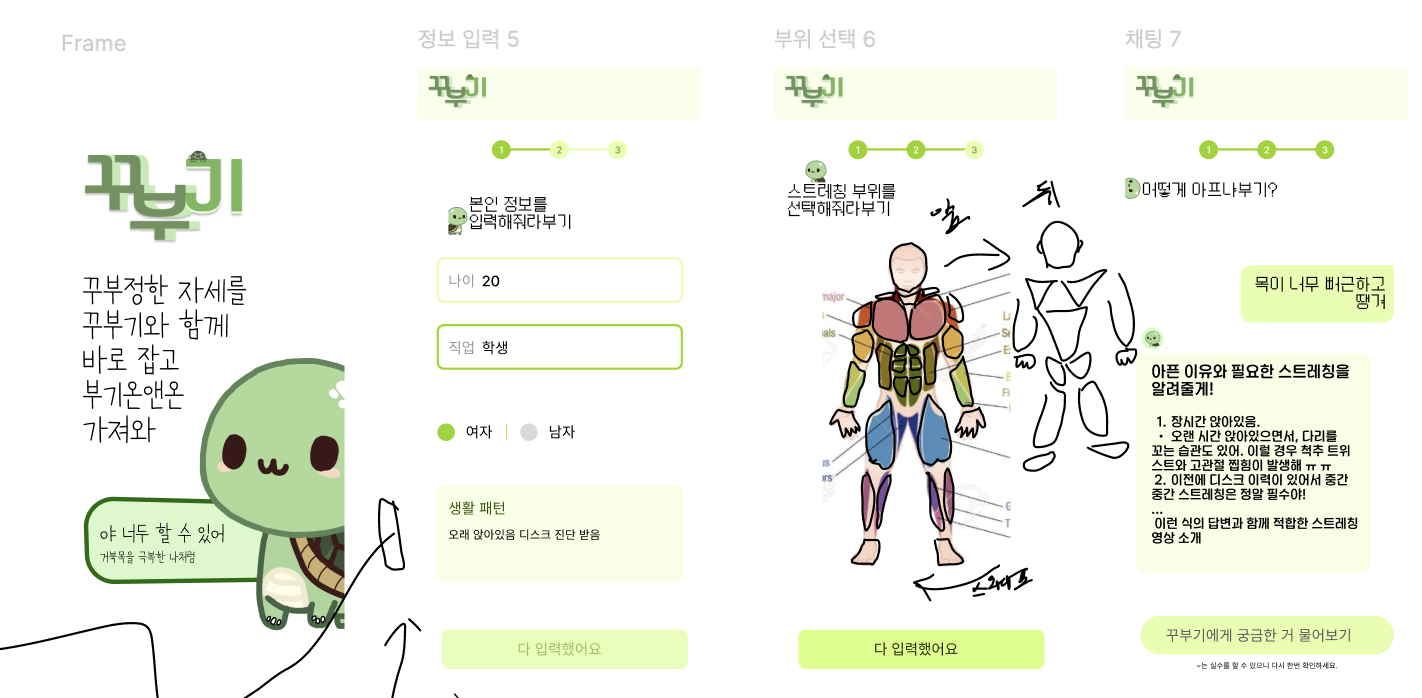 Frame
꾸부기
꾸부정한 자세를
꾸부기와 함께
바로 잡고
부기온앤온
가져와
야 너두 할 수 있어
거북목을 극복한 나처럼
정보 입력 5
꾸부기
1 2 3
본인 정보를
입력해줘라부기
나이 20
직업 학생
여자 남자
생활 패턴
오래 앉아있음 디스크 진단 받음
다 입력했어요
부위 선택 6
꾸부기
1 2 3
스트레칭 부위를
선택해줘라부기
앞
뒤
major
als
스와이프
다 입력했어요
채팅 7
꾸부기
1 2 3
어떻게 아프나부기?
목이 너무 뻐근하고
땡겨
아픈 이유와 필요한 스트레칭을
알려줄게!
1. 장시간 앉아있음.
• 오랜 시간 앉아있으면서, 다리를
꼬는 습관도 있어. 이럴 경우 척추 트위
스트와 고관절 찝힘이 발생해 ㅠㅠ
2. 이전에 디스크 이력이 있어서 중간
중간 스트레칭은 정말 필수야!
...
이런 식의 답변과 함께 적합한 스트레칭
영상 소개
꾸부기에게 궁금한 거 물어보기
~는 실수를 할 수 있으니 다시 한번 확인하세요.